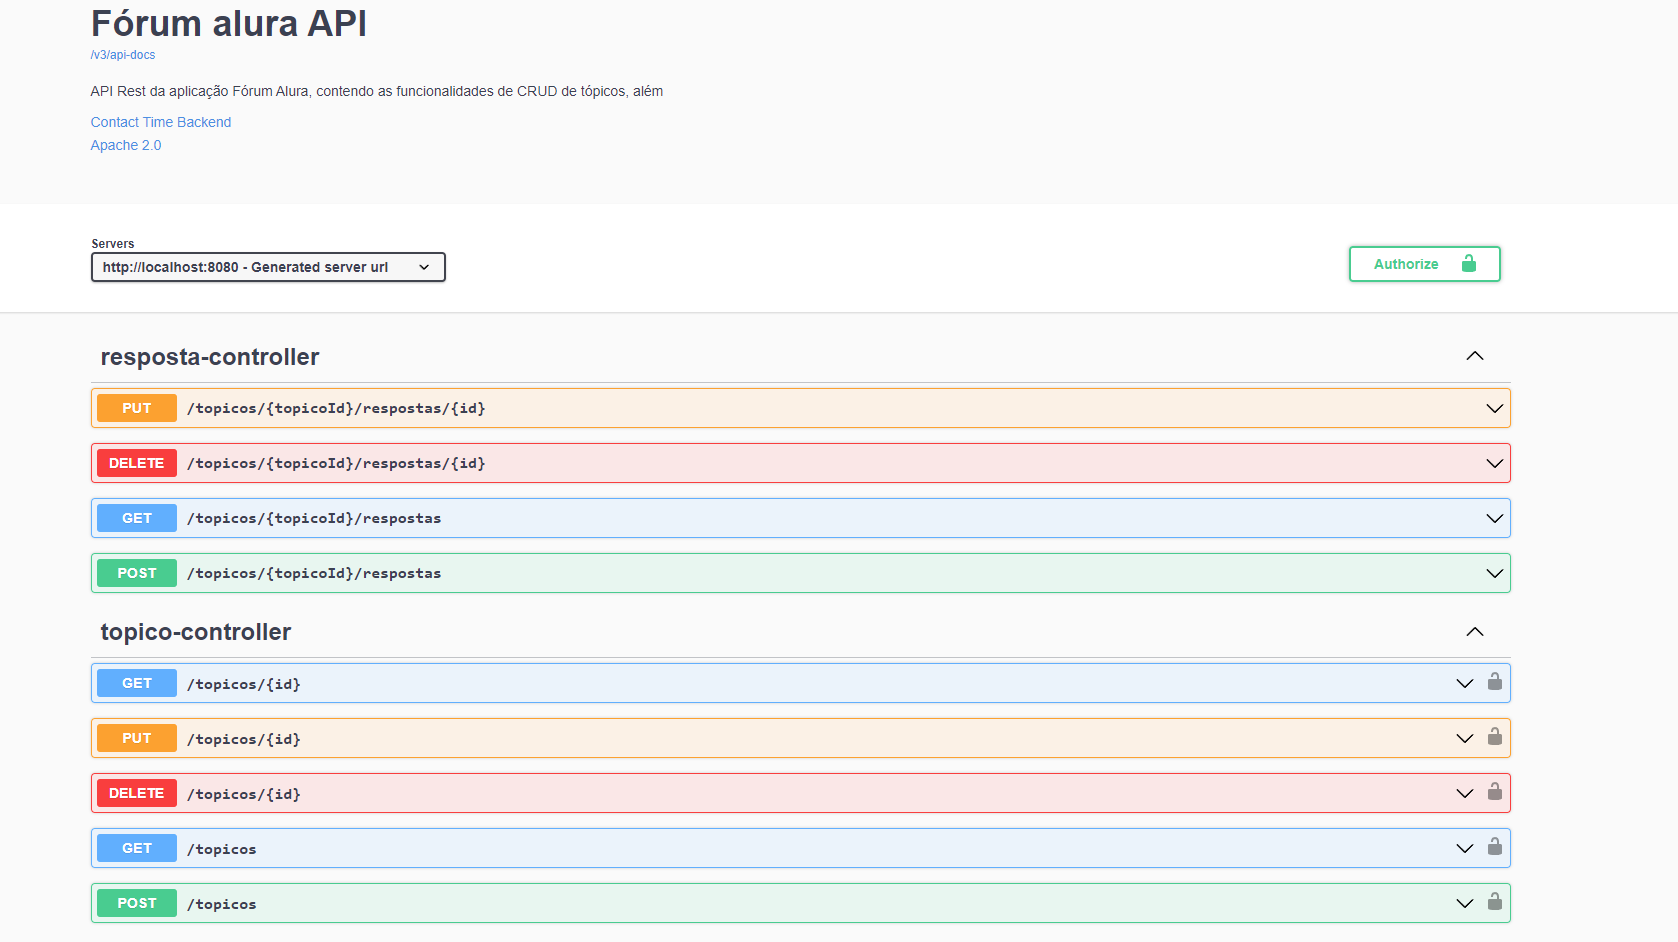 Fórum alura API
/v3/api-docs
API Rest da aplicação Fórum Alura, contendo as funcionalidades de CRUD de tópicos, além
Contact Time Backend
Apache 2.0
Servers
http://localhost:8080 - Generated server url
Authorize
resposta-controller
PUT /topicos/{topicoId}/respostas/{id}
DELETE /topicos/{topicoId}/respostas/{id}
GET /topicos/{topicoId}/respostas
POST /topicos/{topicoId}/respostas
topico-controller
GET /topicos/{id}
PUT /topicos/{id}
DELETE /topicos/{id}
GET /topicos
POST /topicos